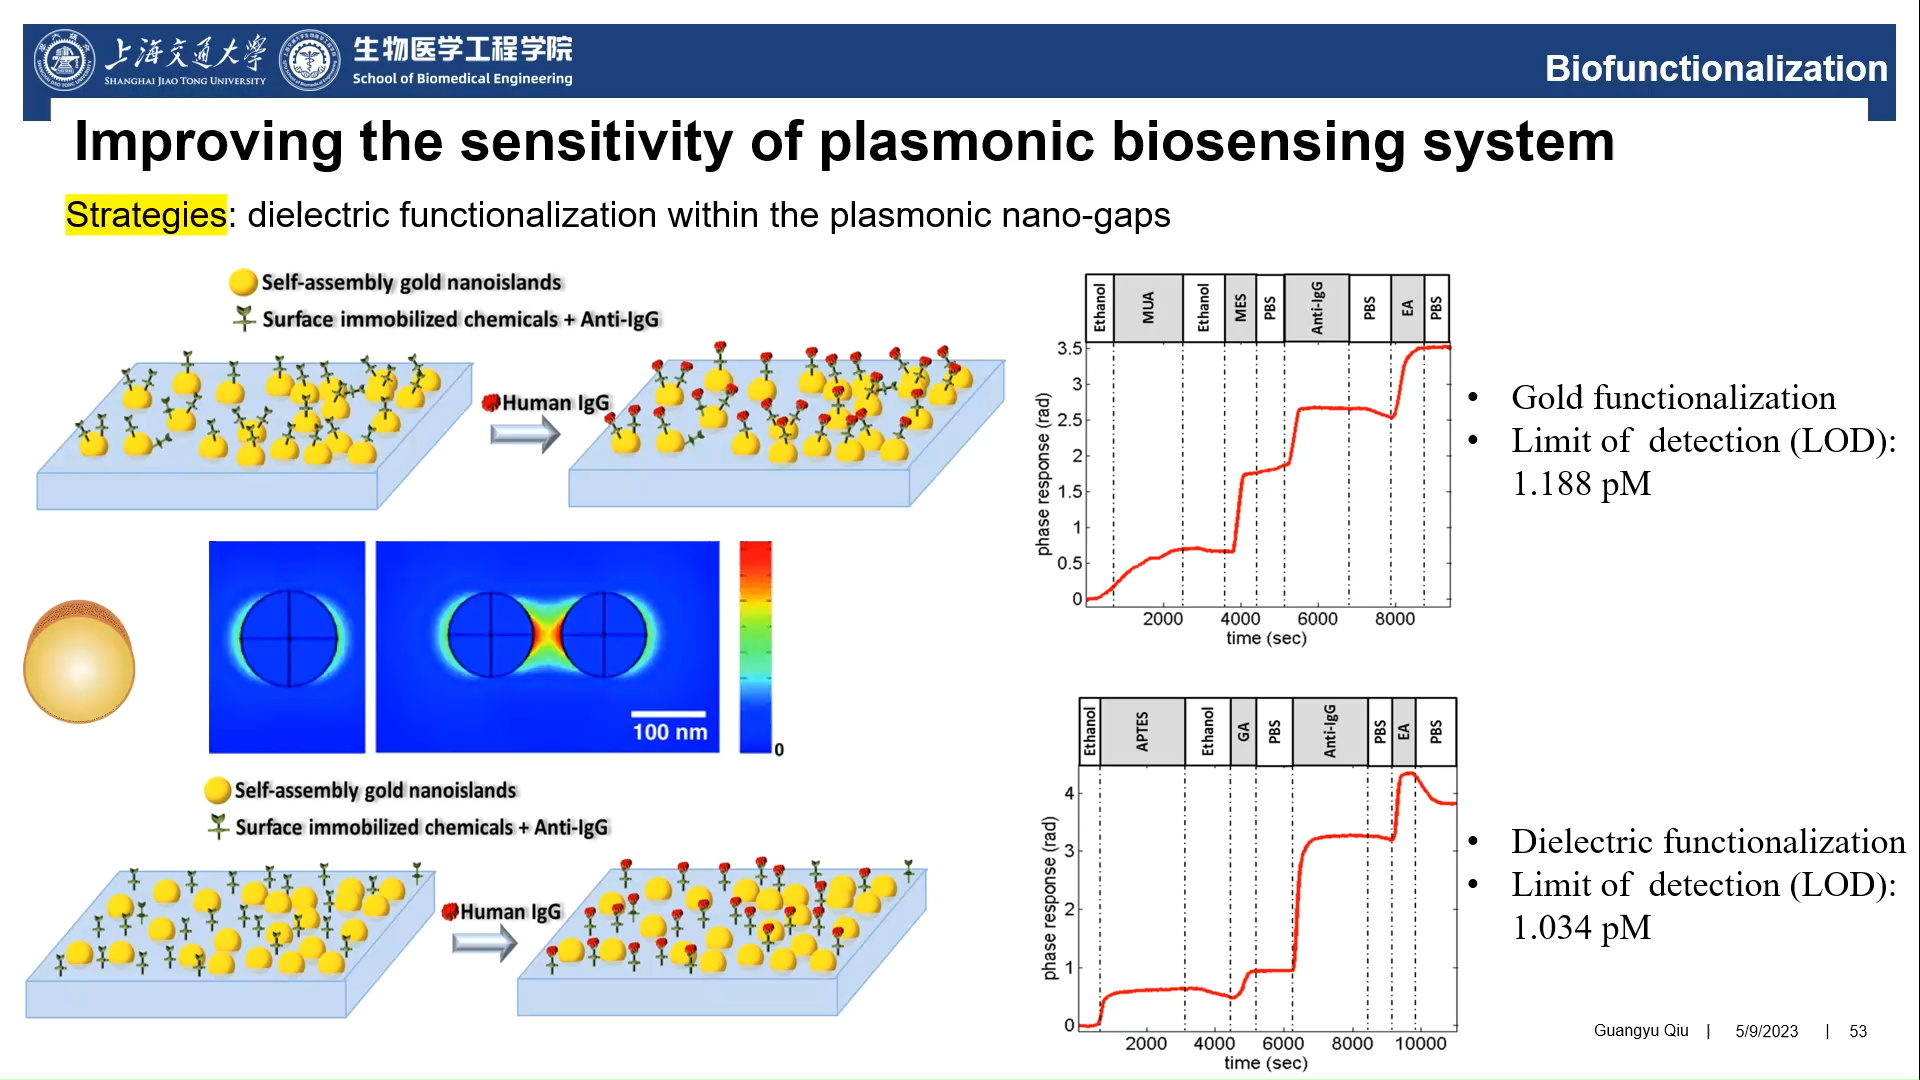 上海交通大学
SHANGHAI JIAO TONG UNIVERSITY
生物医学工程学院
School of Biomedical Engineering
Biofunctionalization
Improving the sensitivity of plasmonic biosensing system
Strategies: dielectric functionalization within the plasmonic nano-gaps
Self-assembly gold nanoislands
Surface immobilized chemicals + Anti-IgG
Human IgG
100 nm
0
Self-assembly gold nanoislands
Surface immobilized chemicals + Anti-IgG
Human IgG
Ethanol MUA Ethanol MES PBS Anti-IgG PBS EA PBS
3.5
3
2.5
2
1.5
1
0.5
0
phase response (rad)
2000 4000 6000 8000
time (sec)
• Gold functionalization
• Limit of detection (LOD):
1.188 pM
Ethanol APTES Ethanol GA PBS Anti-IgG PBS EA PBS
4
3
2
1
0
phase response (rad)
2000 4000 6000 8000 10000
time (sec)
• Dielectric functionalization
• Limit of detection (LOD):
1.034 pM
Guangyu Qiu | 5/9/2023 | 53